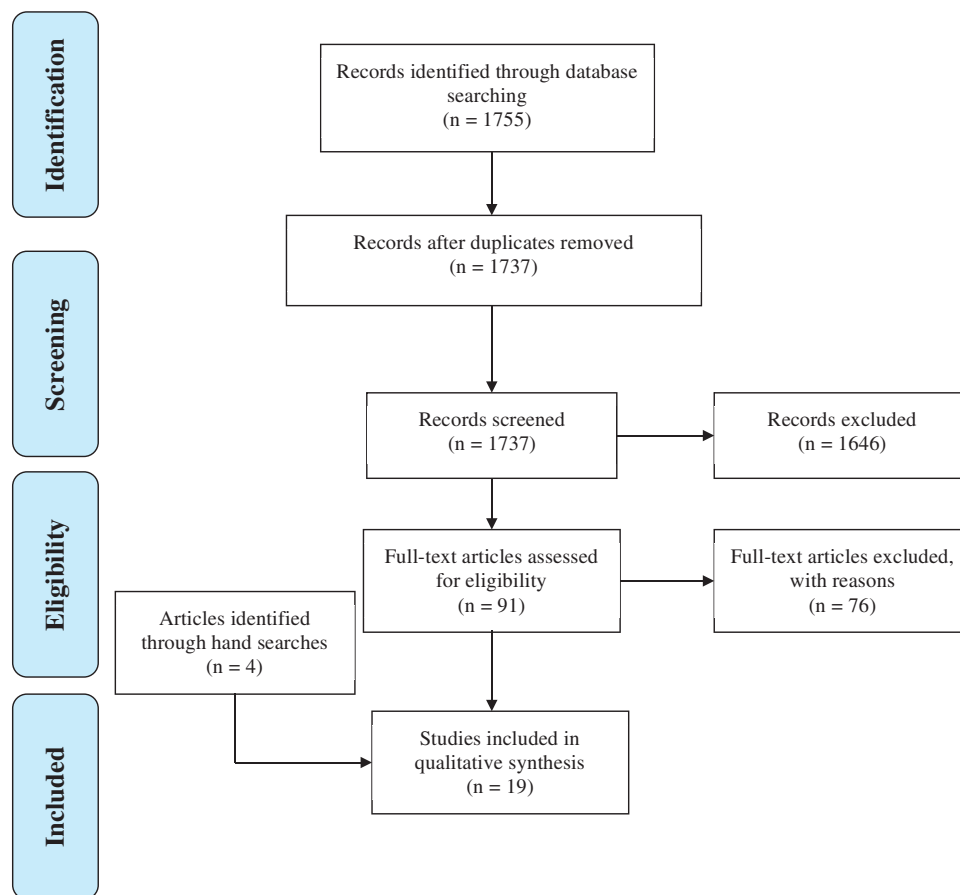 Identification
Records identified through database
searching
(n = 1755)
Records after duplicates removed
(n = 1737)
Screening
Records screened
(n = 1737)
Records excluded
(n = 1646)
Eligibility
Full-text articles assessed
for eligibility
(n = 91)
Full-text articles excluded,
with reasons
(n = 76)
Articles identified
through hand searches
(n = 4)
Included
Studies included in
qualitative synthesis
(n = 19)